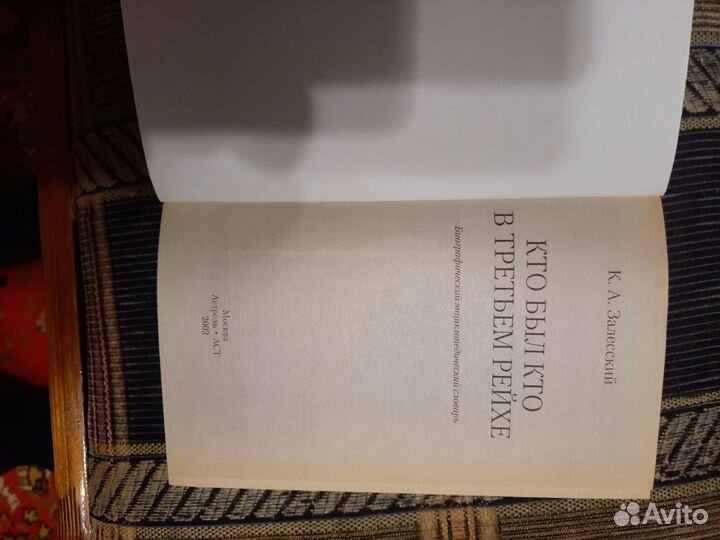 К. А. Залесский
КТО БЫЛ КТО
В ТРЕТЬЕМ РЕЙХЕ
Биографический энциклопедический словарь
Москва
Астрель • АСТ
2002
Avito